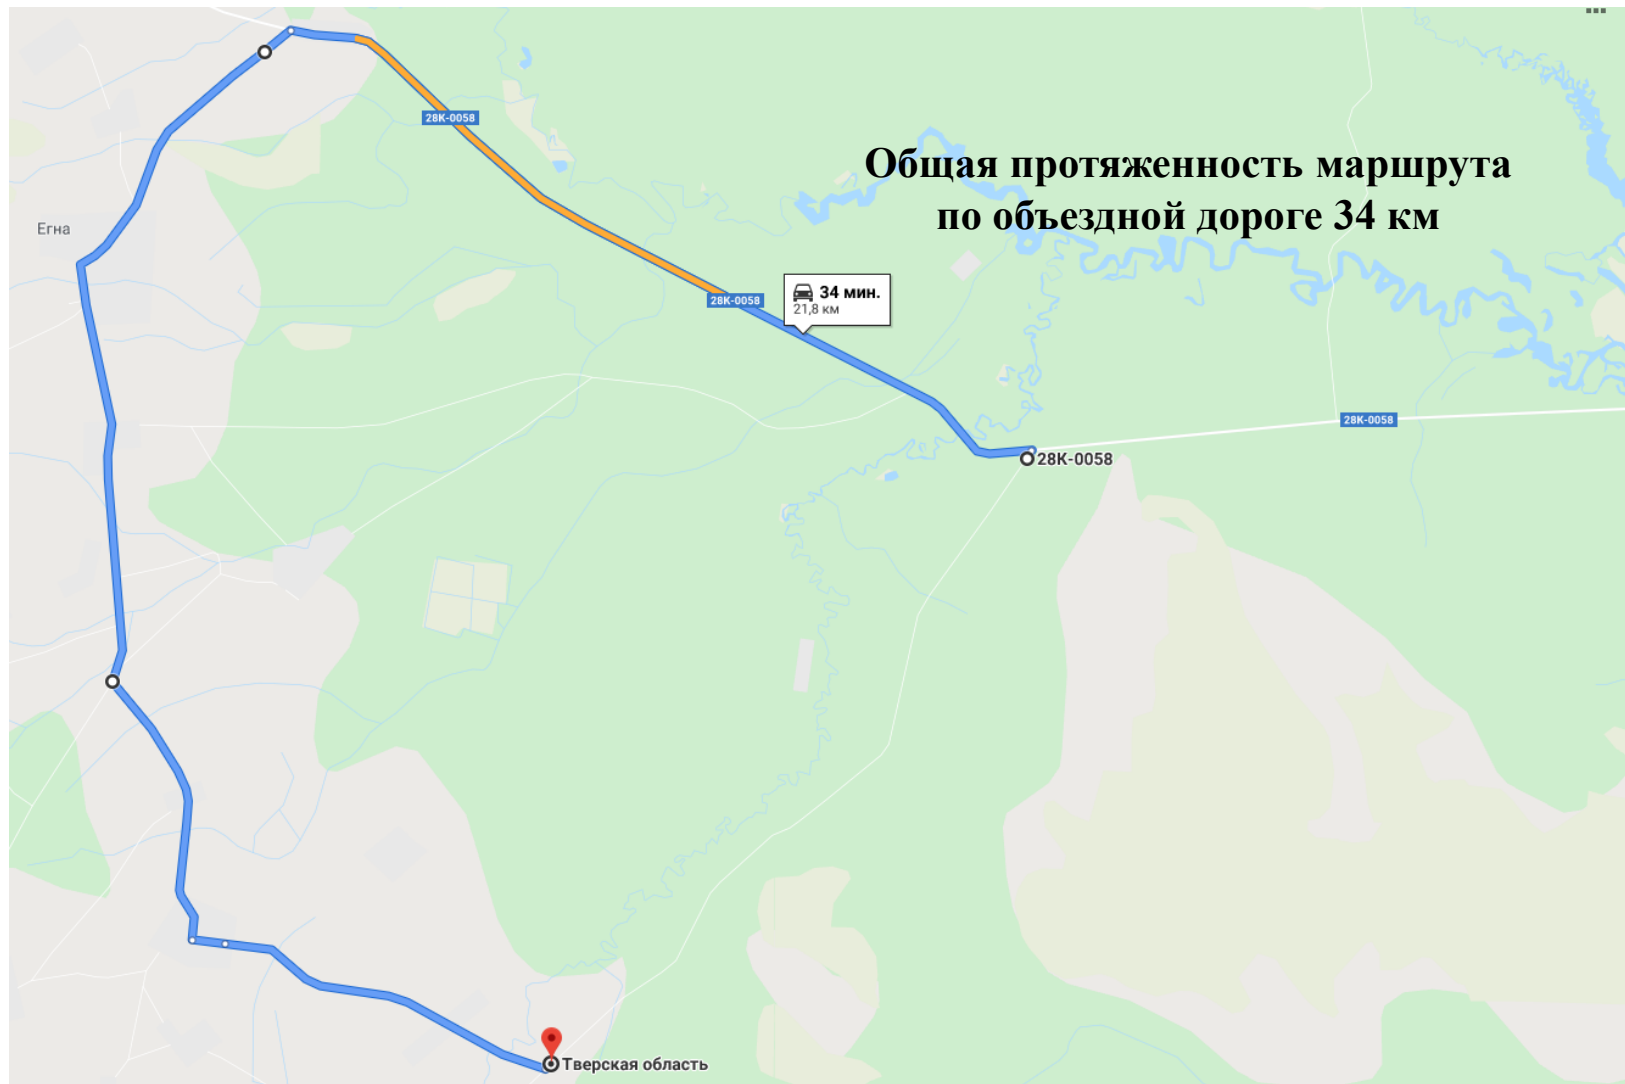 28К-0058
Общая протяженность маршрута
по объездной дороге 34 км
Егна
34 мин.
21,8 км
28К-0058
28К-0058
28К-0058
Тверская область